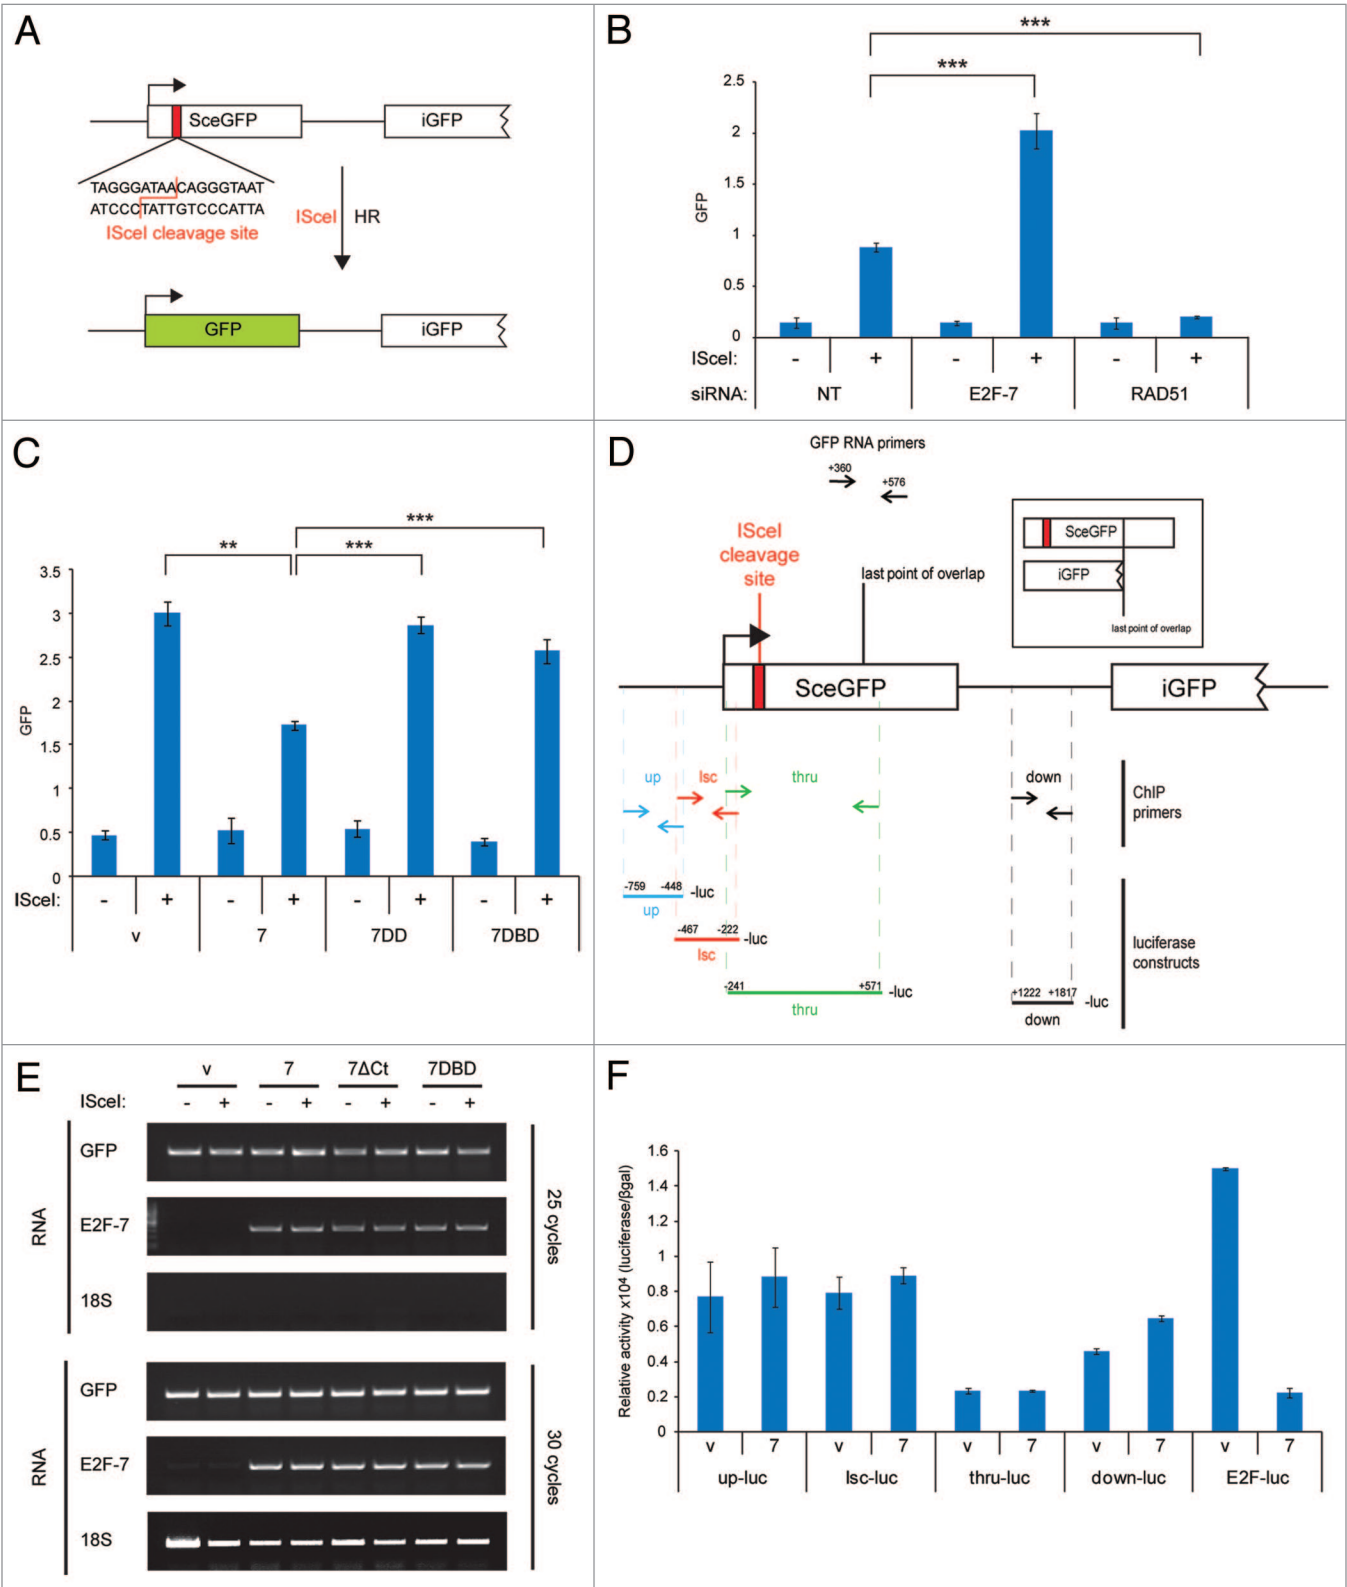 A
SceGFP
iGFP
TAGGGATAACAGGGTAAT
ATCCCTATTGTCCCATTA
IScel cleavage site
IScel
HR
GFP
iGFP
B
***
***
2.5
2
1.5
1
0.5
0
GFP
IScel: - + - + - +
siRNA: NT E2F-7 RAD51
C
***
** ***
3.5
3
2.5
2
1.5
1
0.5
0
GFP
IScel: - + - + - + - +
v 7 7DD 7DBD
D
GFP RNA primers
+360
+576
IScel
cleavage
site
last point of overlap
SceGFP
iGFP
last point of overlap
SceGFP
iGFP
up Isc thru down
ChIP
primers
-759 -448 -luc
up
-467 -222 -luc
Isc
-241 +571 -luc
thru
+1222 +1817 -luc
down
luciferase
constructs
E
v 7 7ΔCt 7DBD
IScel: - + - + - + - +
GFP
E2F-7
18S
RNA
25 cycles
GFP
E2F-7
18S
RNA
30 cycles
F
1.6
1.4
1.2
1
0.8
0.6
0.4
0.2
0
Relative activity x10⁴ (luciferase/βgal)
v 7 v 7 v 7 v 7 v 7
up-luc Isc-luc thru-luc down-luc E2F-luc